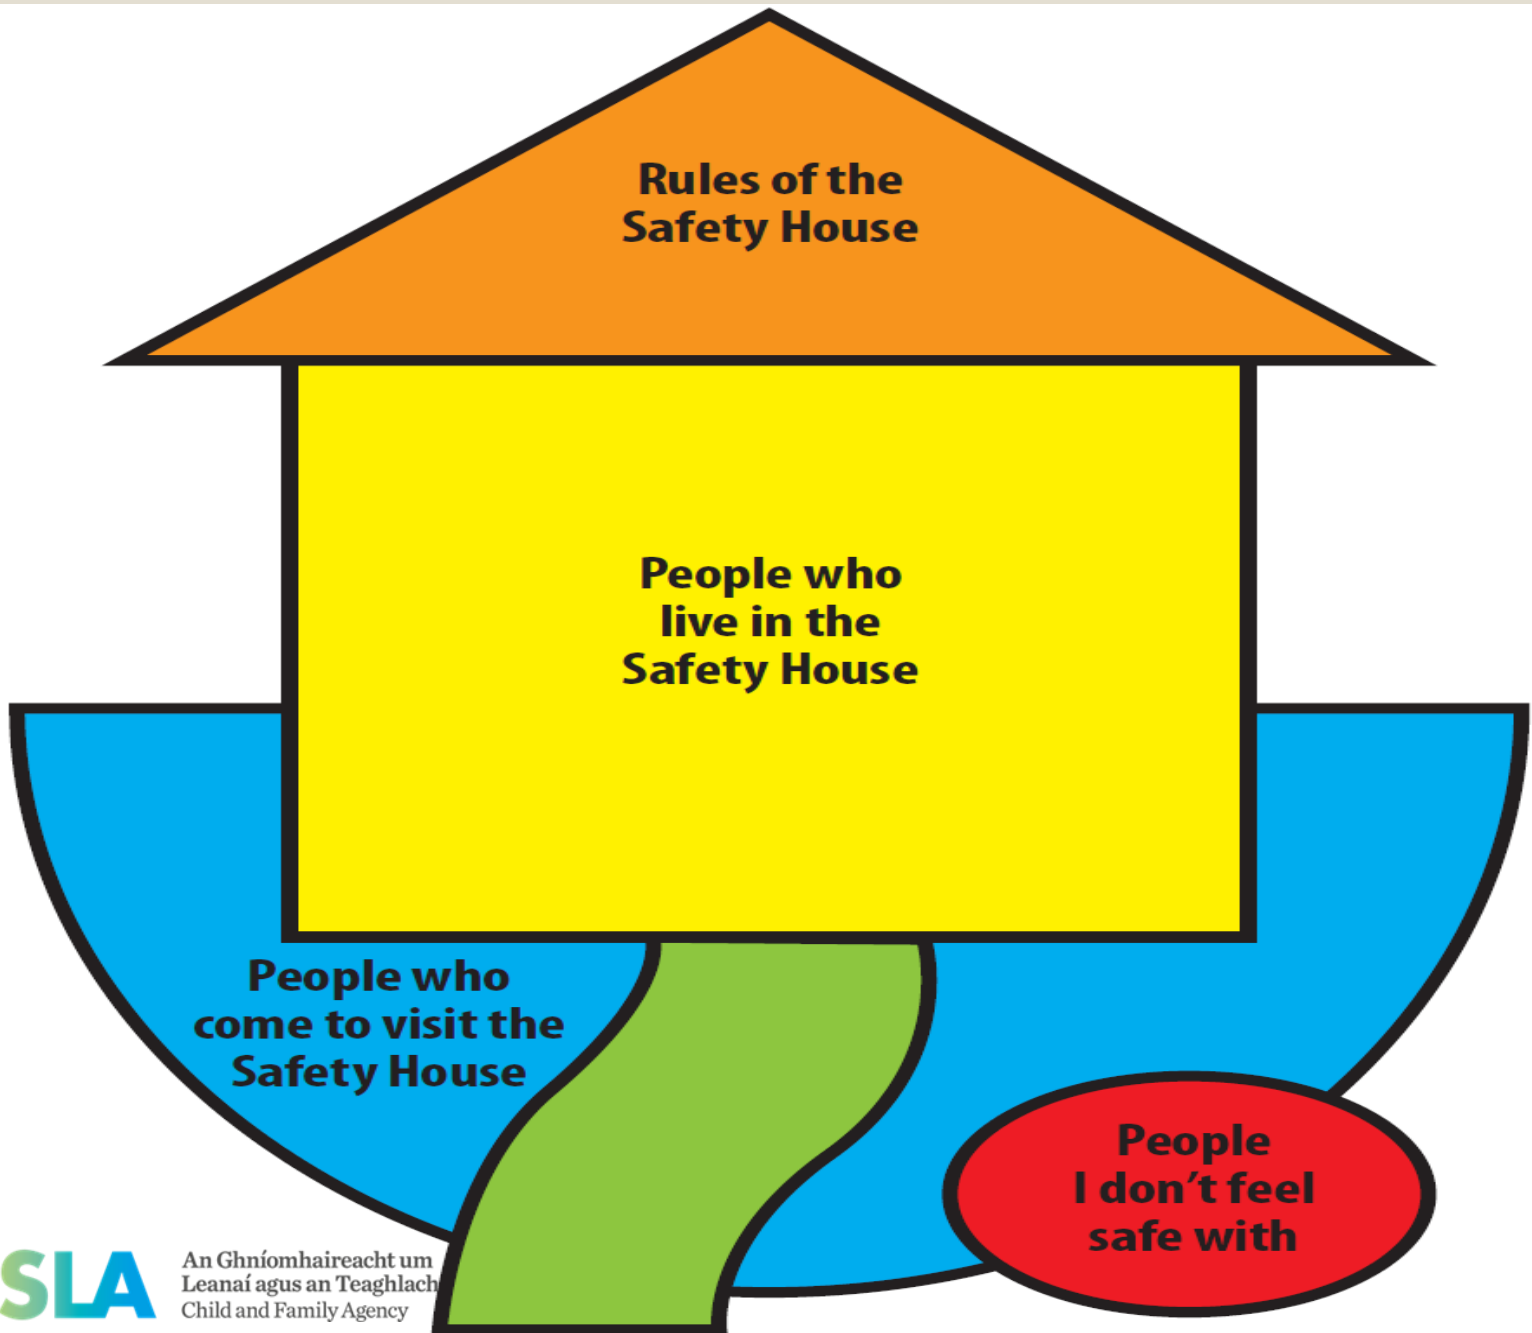 Rules of the
Safety House
People who
live in the
Safety House
People who
come to visit the
Safety House
People
I don’t feel
safe with
SLA
An Ghníomhaireacht um
Leanaí agus an Teaghlach
Child and Family Agency